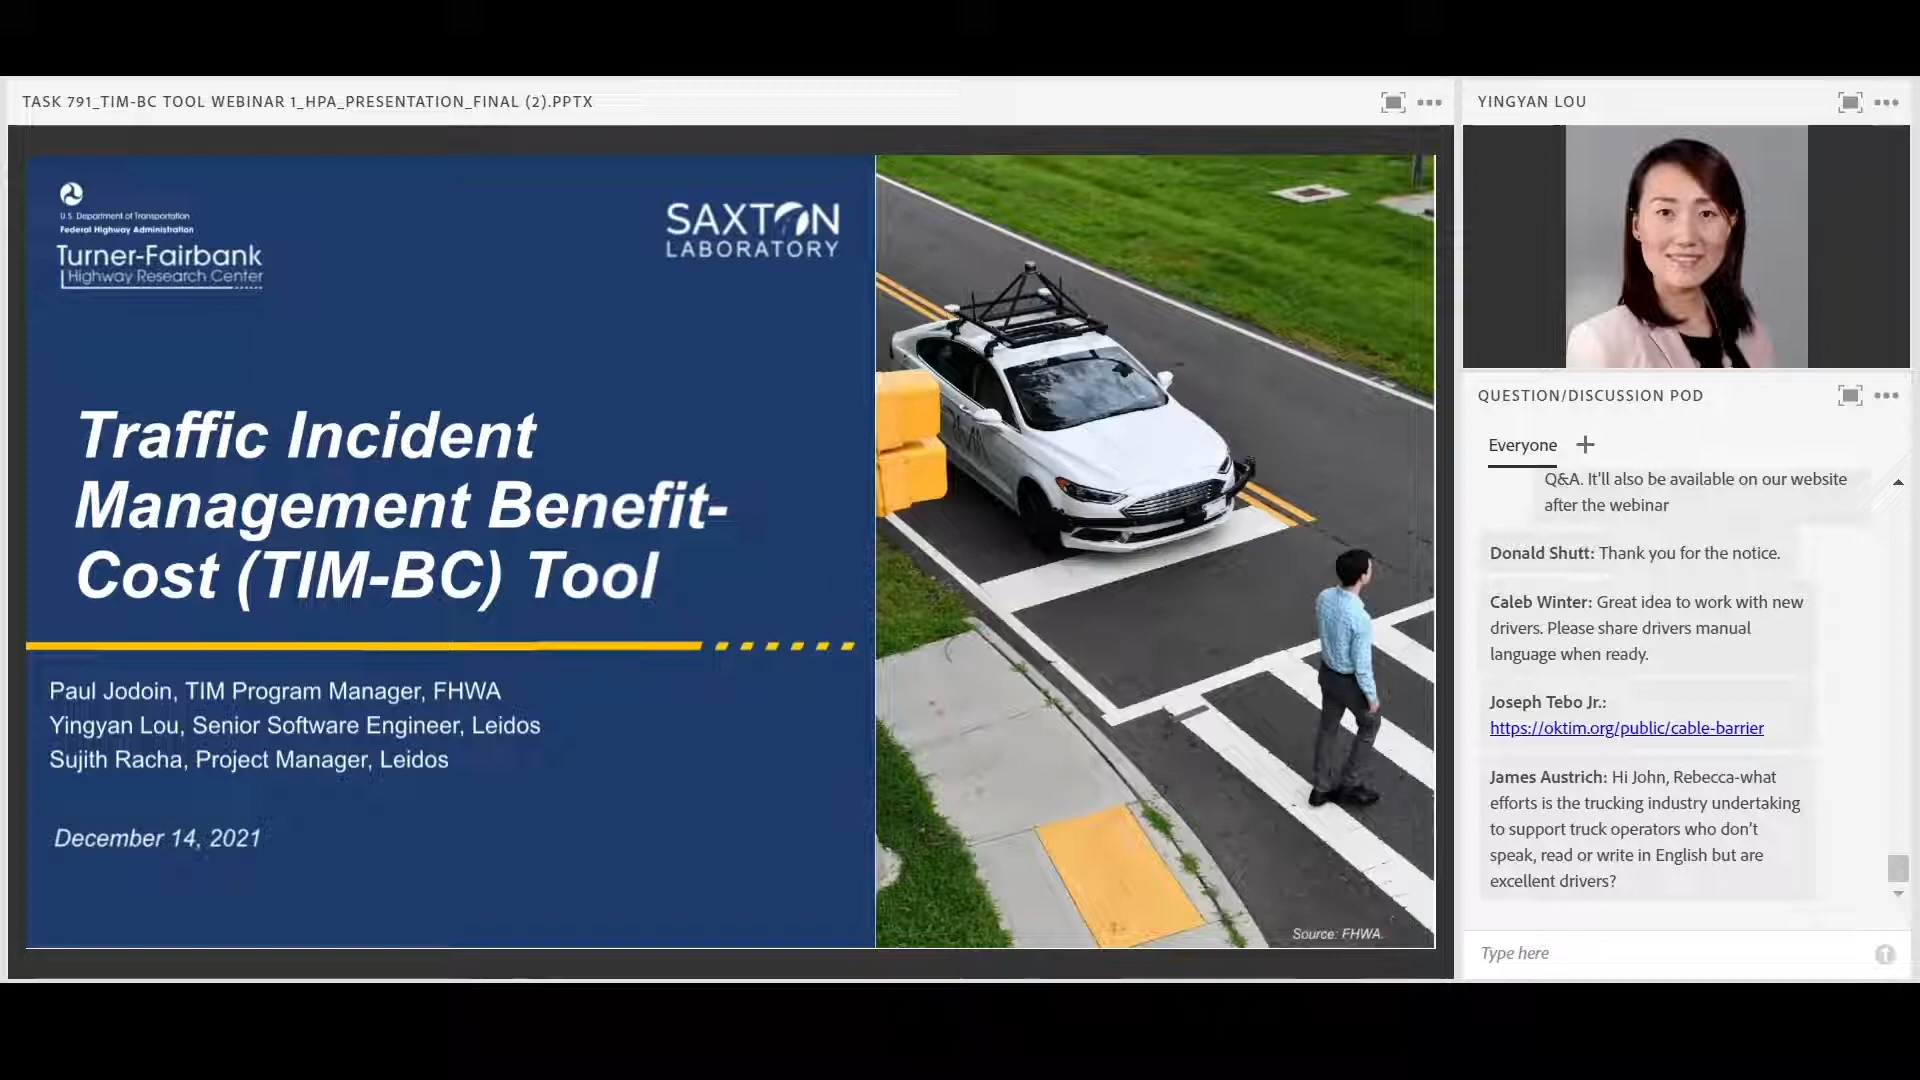 TASK 791_TIM-BC TOOL WEBINAR 1_HPA_PRESENTATION_FINAL (2).PPTX
U.S. Department of Transportation
Federal Highway Administration
Turner-Fairbank
Highway Research Center
SAXTON
LABORATORY
Traffic Incident
Management Benefit-
Cost (TIM-BC) Tool
Paul Jodoin, TIM Program Manager, FHWA
Yingyan Lou, Senior Software Engineer, Leidos
Sujith Racha, Project Manager, Leidos
December 14, 2021
Source: FHWA.
YINGYAN LOU
QUESTION/DISCUSSION POD
Everyone
Q&A. It'll also be available on our website
after the webinar
Donald Shutt: Thank you for the notice.
Caleb Winter: Great idea to work with new
drivers. Please share drivers manual
language when ready.
Joseph Tebo Jr.:
https://oktim.org/public/cable-barrier
James Austrich: Hi John, Rebecca-what
efforts is the trucking industry undertaking
to support truck operators who don't
speak, read or write in English but are
excellent drivers?
Type here